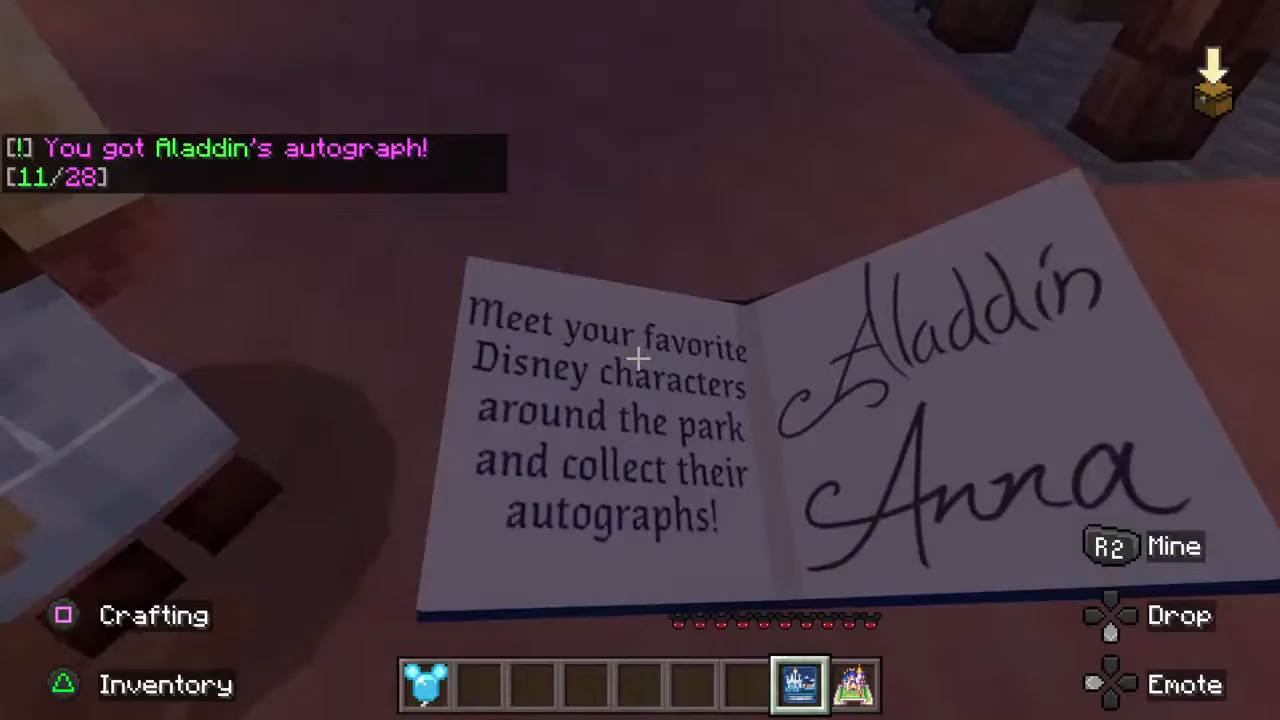 [!] You got Aladdin's autograph!
[11/28]
Meet your favorite
Disney characters
around the park
and collect their
autographs!
Aladdin
Anna
R2 Mine
Crafting
Drop
Inventory
Emote